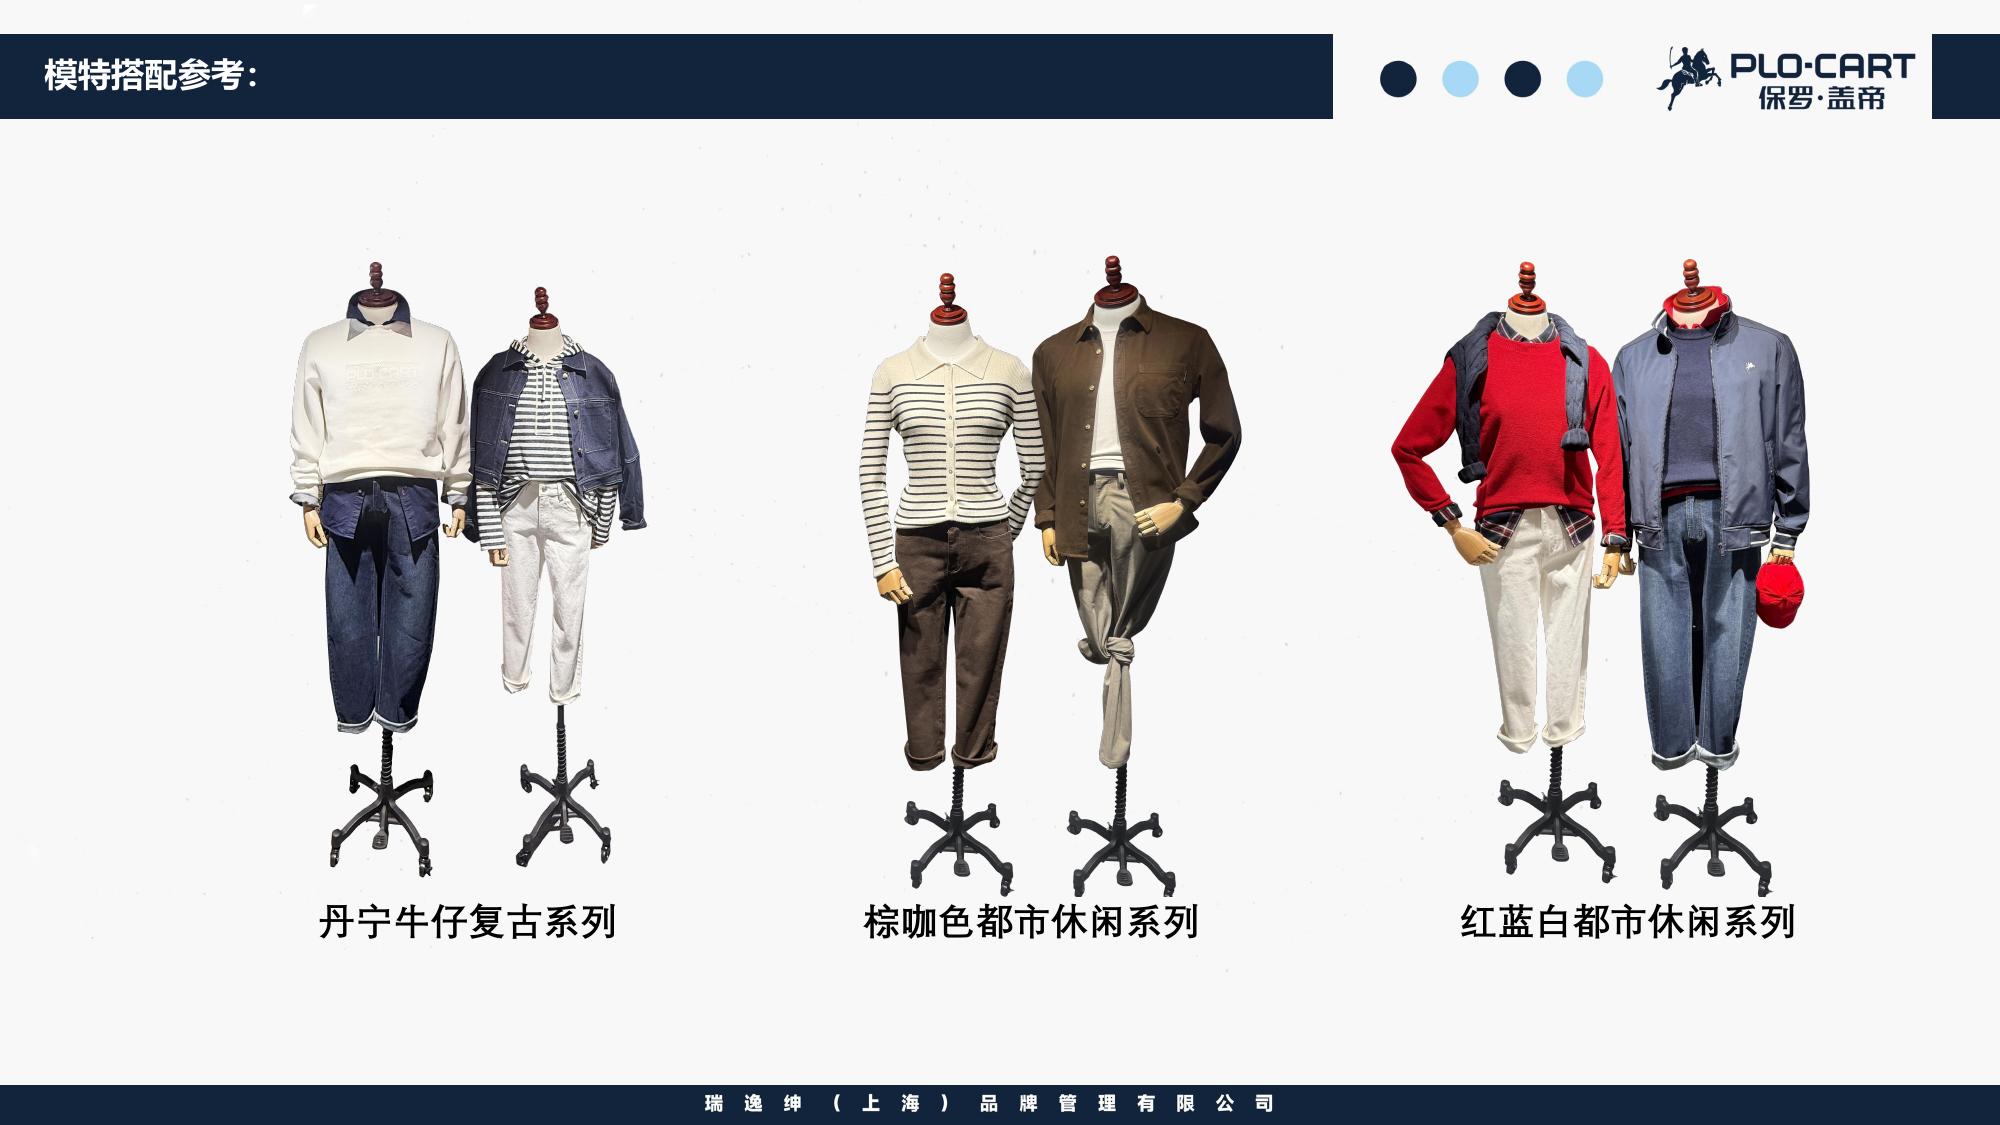 模特搭配参考：
PLO-CART
保罗·盖帝
PLO-CART
丹宁牛仔复古系列
棕咖色都市休闲系列
红蓝白都市休闲系列
瑞逸绅（上海）品牌管理有限公司